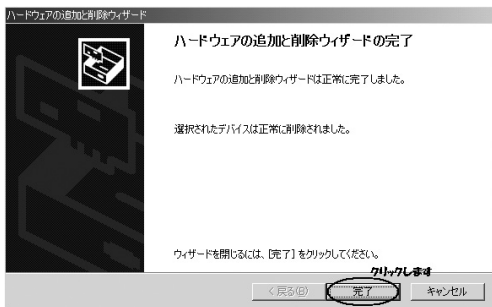 ハードウェアの追加と削除ウィザード
ハードウェアの追加と削除ウィザードの完了
ハードウェアの追加と削除ウィザードは正常に完了しました。
選択されたデバイスは正常に削除されました。
ウィザードを閉じるには、[完了] をクリックしてください。
クリックします
< 戻る(B) 完了 キャンセル